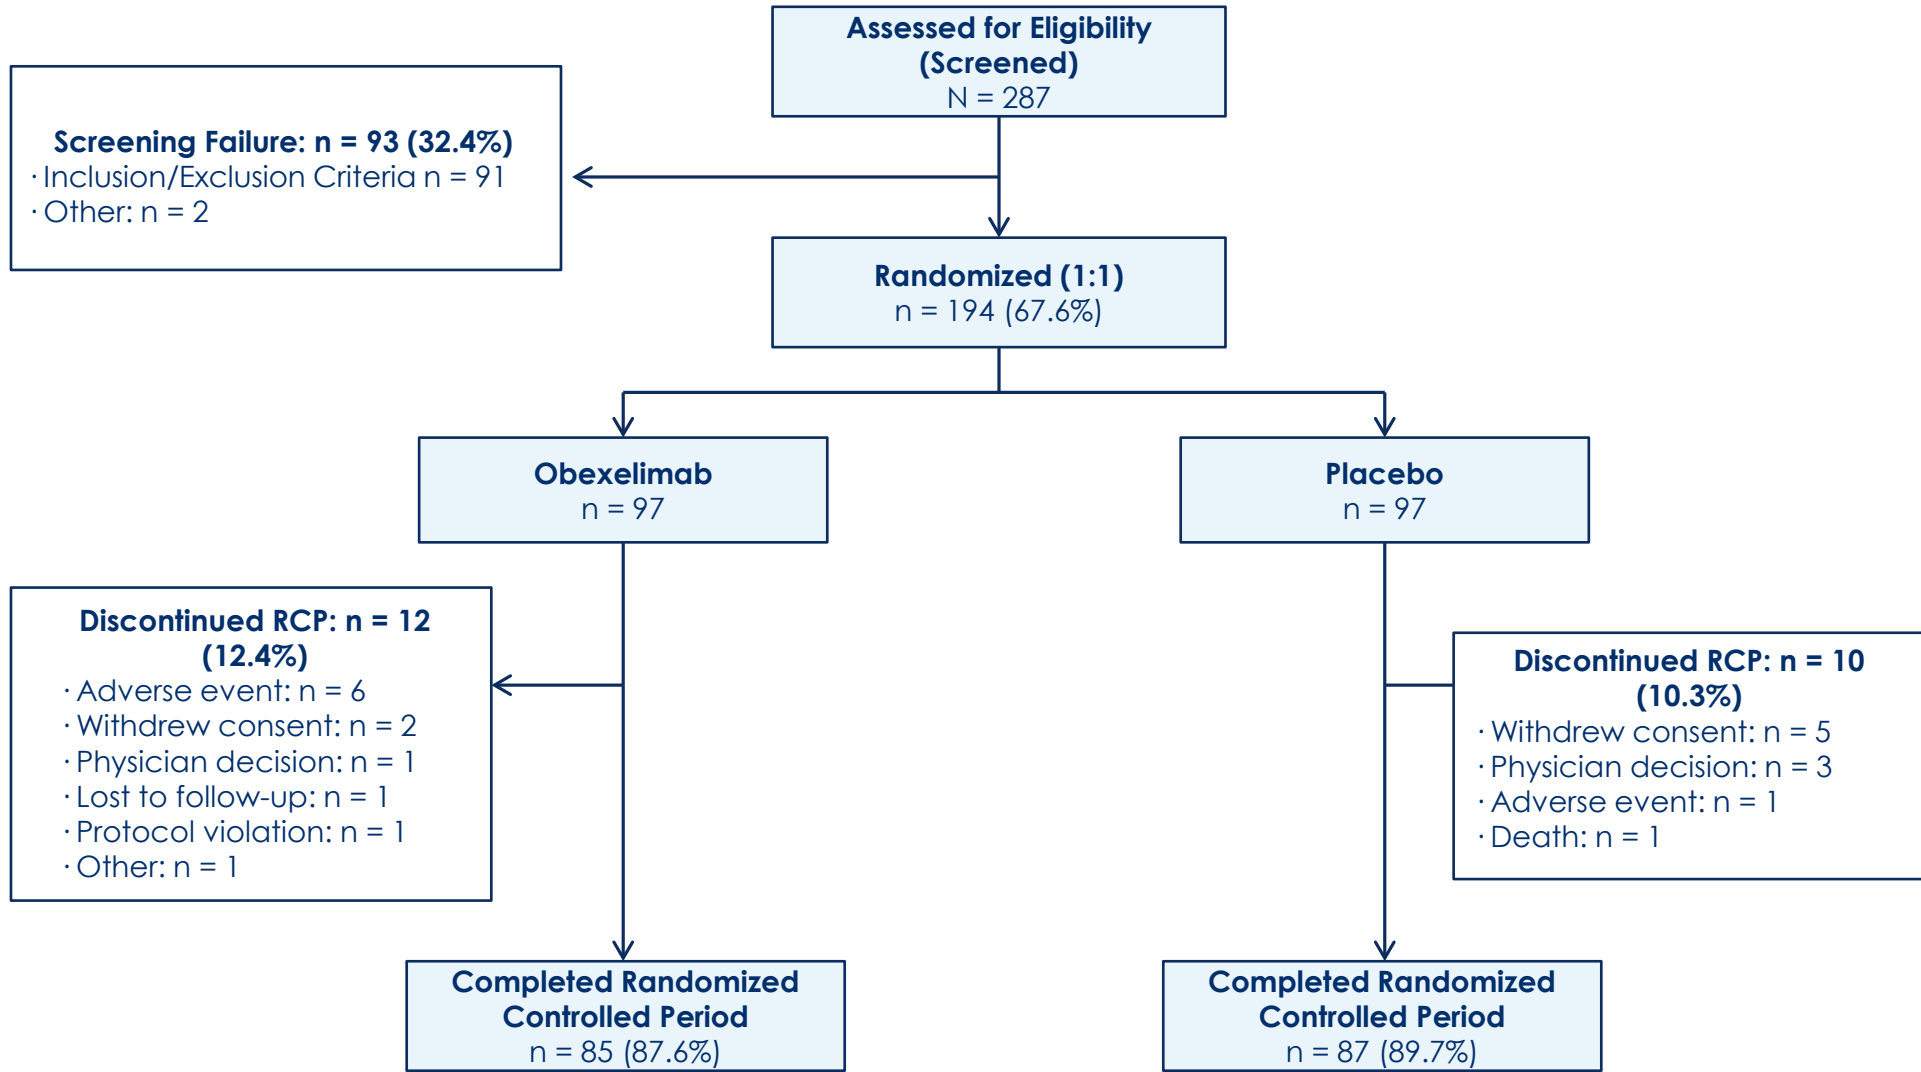 Assessed for Eligibility
(Screened)
N = 287
Screening Failure: n = 93 (32.4%)
· Inclusion/Exclusion Criteria n = 91
· Other: n = 2
Randomized (1:1)
n = 194 (67.6%)
Obexelimab
n = 97
Placebo
n = 97
Discontinued RCP: n = 12
(12.4%)
· Adverse event: n = 6
· Withdrew consent: n = 2
· Physician decision: n = 1
· Lost to follow-up: n = 1
· Protocol violation: n = 1
· Other: n = 1
Discontinued RCP: n = 10
(10.3%)
· Withdrew consent: n = 5
· Physician decision: n = 3
· Adverse event: n = 1
· Death: n = 1
Completed Randomized
Controlled Period
n = 85 (87.6%)
Completed Randomized
Controlled Period
n = 87 (89.7%)